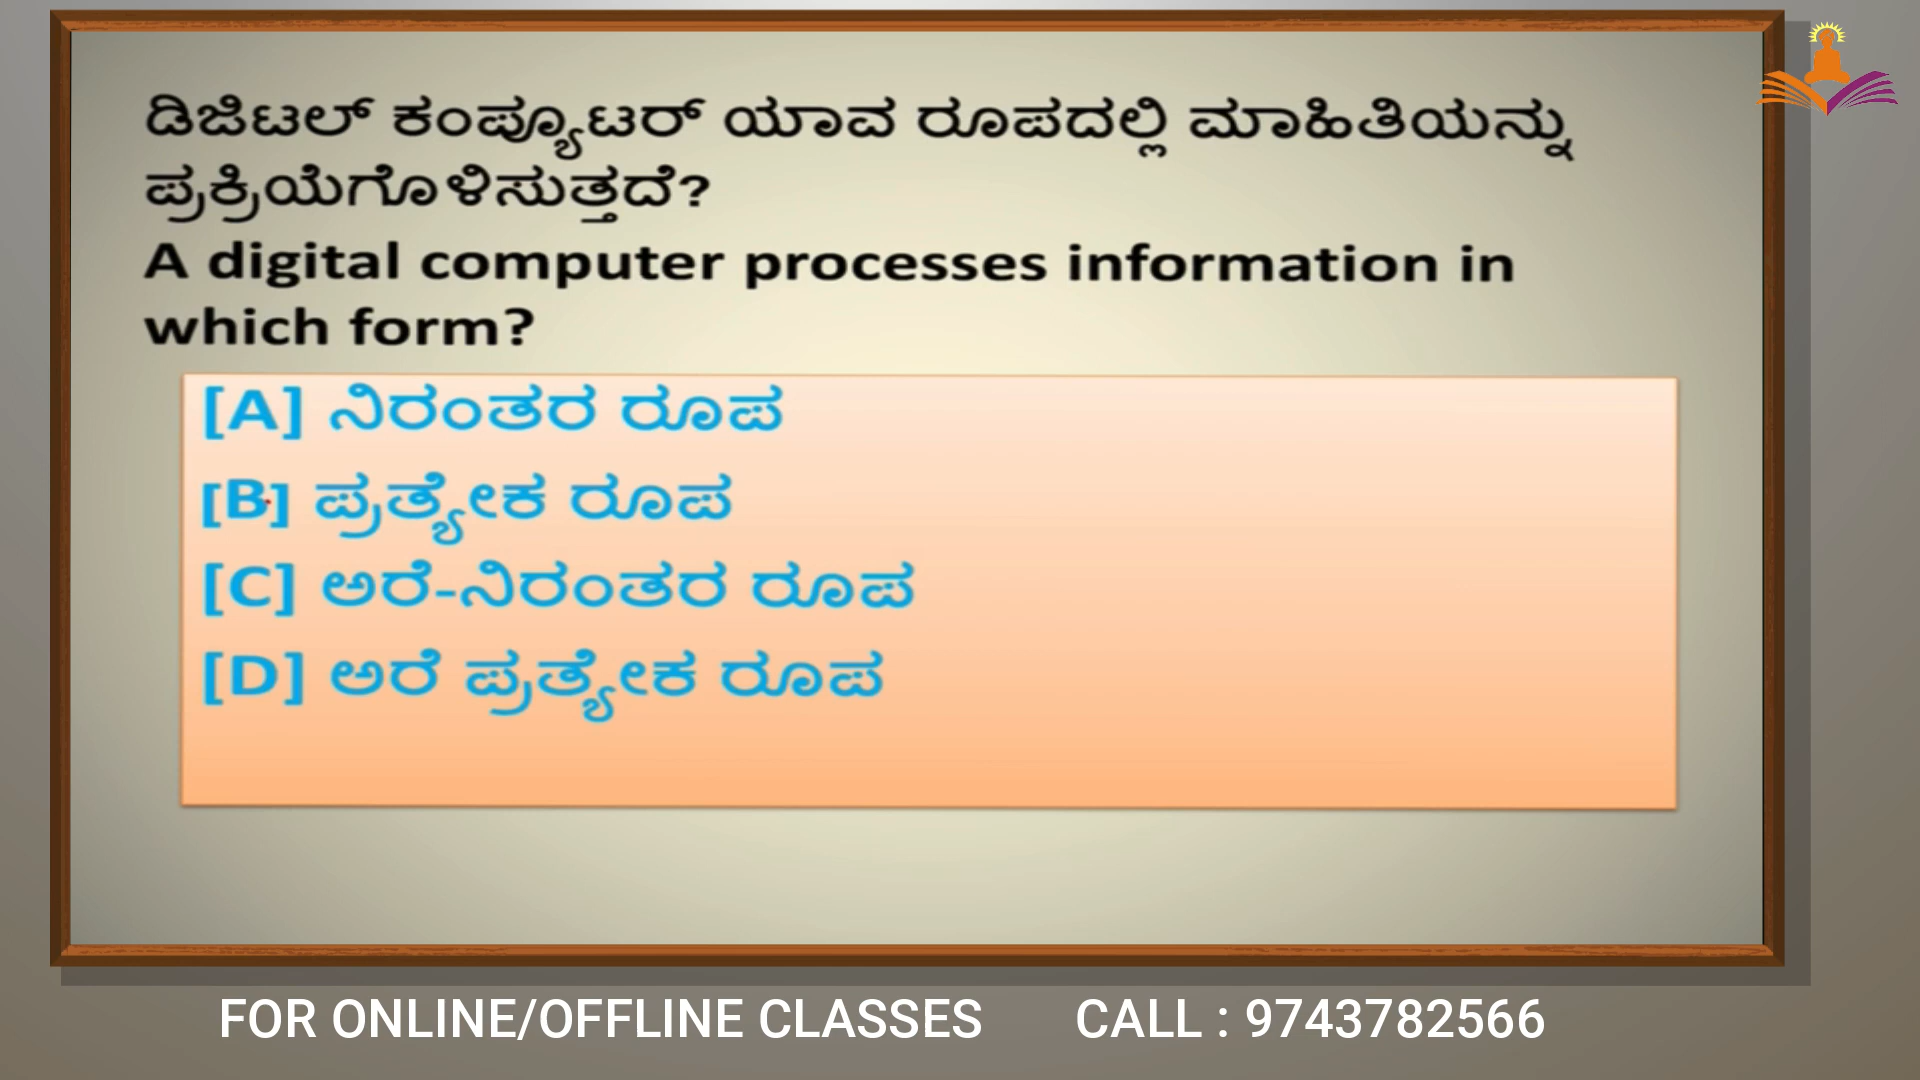 ಡಿಜಿಟಲ್ ಕಂಪ್ಯೂಟರ್ ಯಾವ ರೂಪದಲ್ಲಿ ಮಾಹಿತಿಯನ್ನು
ಪ್ರಕ್ರಿಯೆಗೊಳಿಸುತ್ತದೆ?
A digital computer processes information in
which form?
[A] ನಿರಂತರ ರೂಪ
[B] ಪ್ರತ್ಯೇಕ ರೂಪ
[C] ಅರೆ-ನಿರಂತರ ರೂಪ
[D] ಅರೆ ಪ್ರತ್ಯೇಕ ರೂಪ
FOR ONLINE/OFFLINE CLASSES CALL : 9743782566